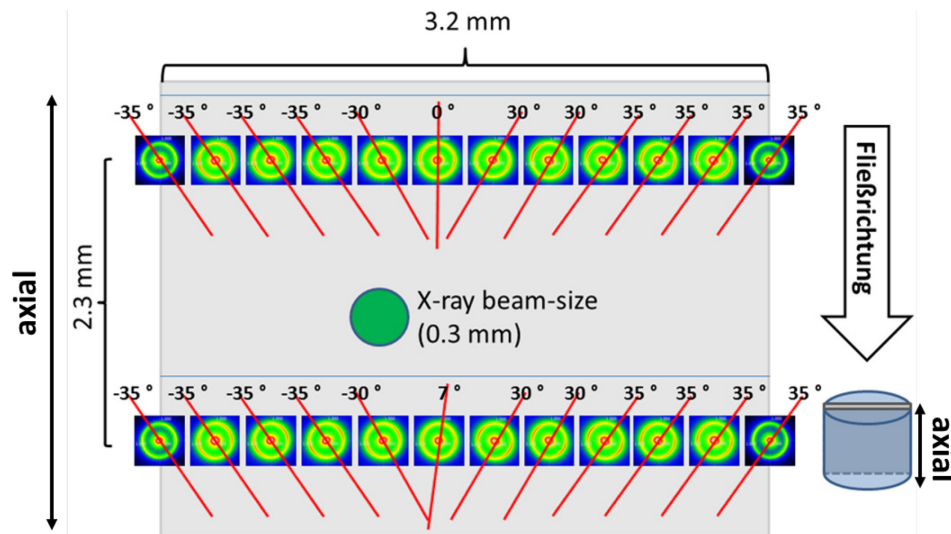 3.2 mm
-35 ° -35 ° -35 ° -35 ° -30 ° 0 ° 30 ° 30 ° 35 ° 35 ° 35 ° 35 °
Fließrichtung
axial
2.3 mm
X-ray beam-size
(0.3 mm)
-35 ° -35 ° -35 ° -35 ° -30 ° 7 ° 30 ° 30 ° 35 ° 35 ° 35 ° 35 °
axial